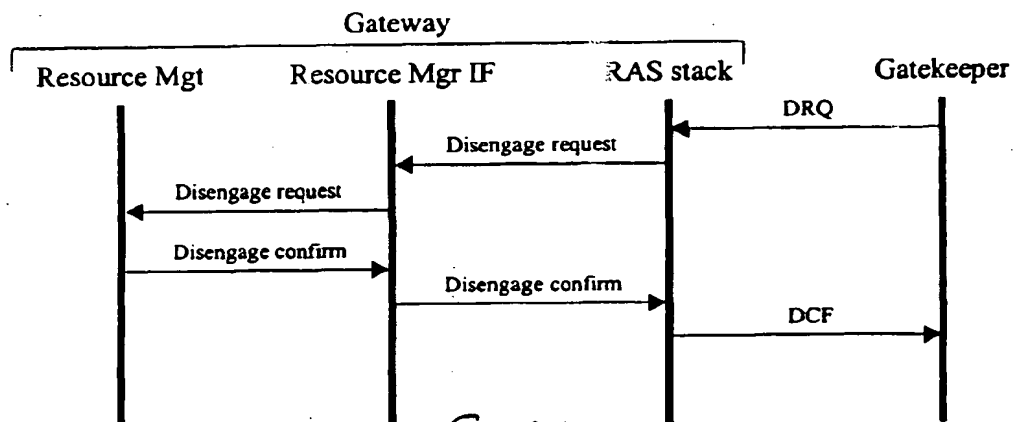 Gateway
Resource Mgt Resource Mgr IF RAS stack Gatekeeper
DRQ
Disengage request
Disengage request
Disengage confirm
Disengage confirm
DCF